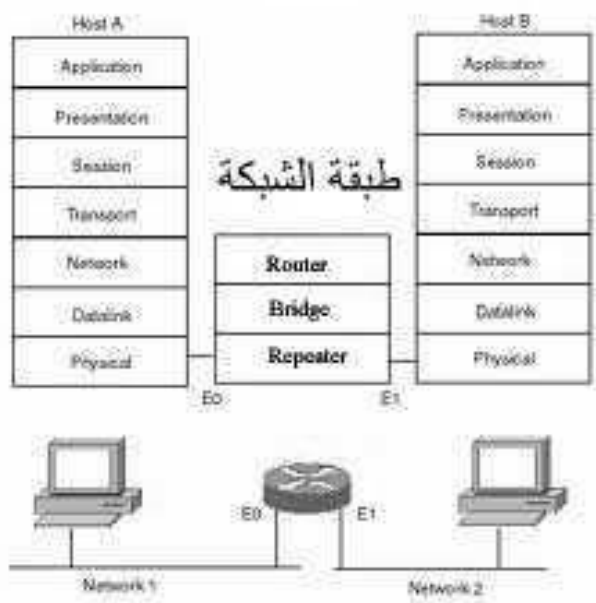 Host A
Host B
Application
Presentation
Session
Transport
Network
Datalink
Physical
طبقة الشبكة
Router
Bridge
Repeater
Application
Presentation
Session
Transport
Network
Datalink
Physical
E0
E1
E0
E1
Network 1
Network 2